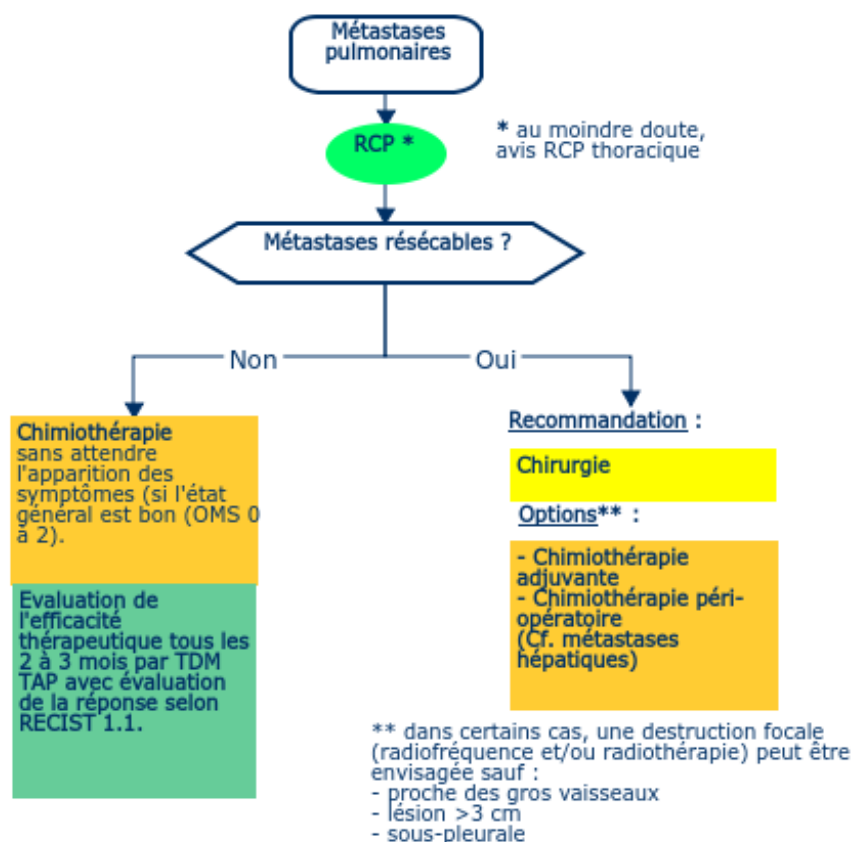 Métastases
pulmonaires
RCP *
* au moindre doute,
avis RCP thoracique
Métastases résécables ?
Non
Oui
Chimiothérapie
sans attendre
l'apparition des
symptômes (si l'état
général est bon (OMS 0
à 2).
Evaluation de
l'efficacité
thérapeutique tous les
2 à 3 mois par TDM
TAP avec évaluation
de la réponse selon
RECIST 1.1.
Recommandation :
Chirurgie
Options** :
- Chimiothérapie
adjuvante
- Chimiothérapie péri-
opératoire
(Cf. métastases
hépatiques)
** dans certains cas, une destruction focale
(radiofréquence et/ou radiothérapie) peut être
envisagée sauf :
- proche des gros vaisseaux
- lésion >3 cm
- sous-pleurale